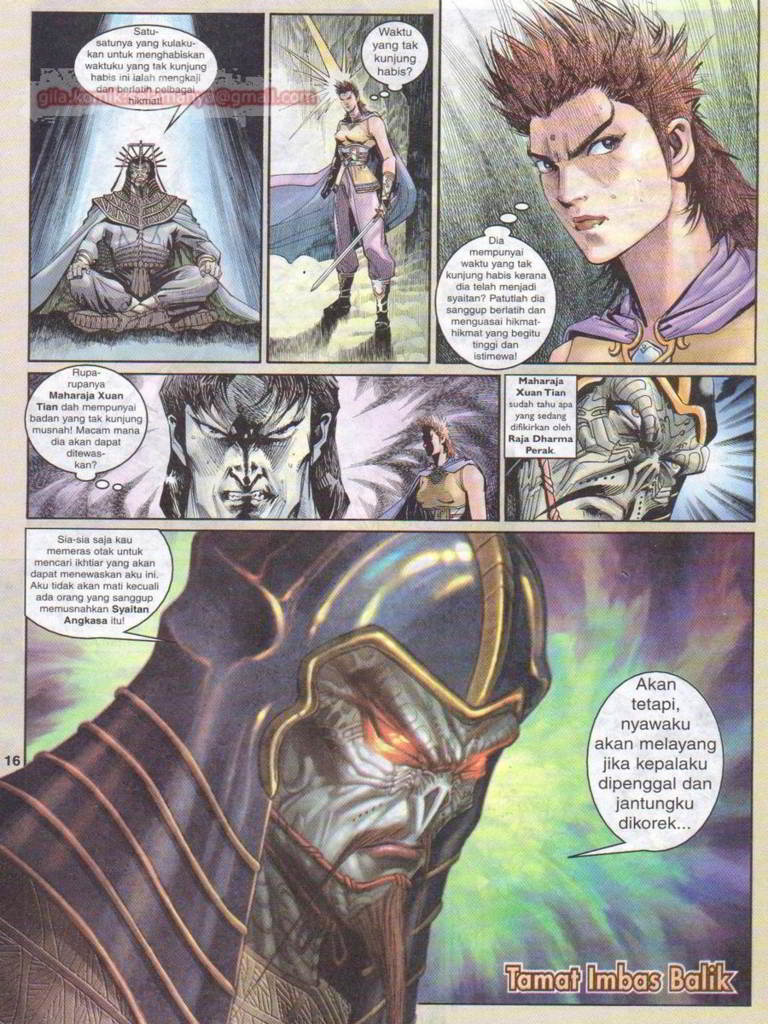 Satu-
satunya yang kulaku-
kan untuk menghabiskan
waktuku yang tak kunjung
habis ini ialah mengkaji
dan berlatih pelbagai
hikmat!
Waktu
yang tak
kunjung
habis?
Dia
mempunyai
waktu yang tak
kunjung habis kerana
dia telah menjadi
syaitan? Patutlah dia
sanggup berlatih dan
menguasai hikmat-
hikmat yang begitu
tinggi dan
istimewa!
Rupa-
rupanya
Maharaja Xuan
Tian dah mempunyai
badan yang tak kunjung
musnah! Macam mana
dia akan dapat
ditewas-
kan?
Maharaja
Xuan Tian
sudah tahu apa
yang sedang
difikirkan oleh
Raja Dharma
Perak.
Sia-sia saja kau
memeras otak untuk
mencari ikhtiar yang akan
dapat menewaskan aku ini.
Aku tidak akan mati kecuali
ada orang yang sanggup
memusnahkan Syaitan
Angkasa itu!
Akan
tetapi,
nyawaku
akan melayang
jika kepalaku
dipenggal dan
jantungku
dikorek...
16
Tamat Imbas Balik